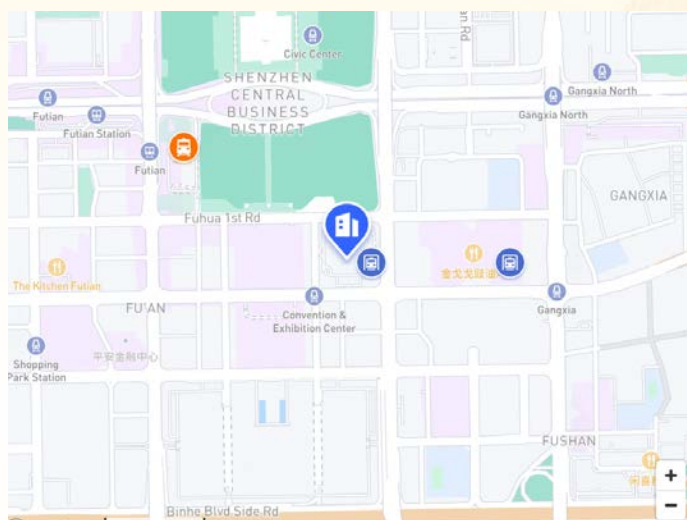 Civic Center
SHENZHEN
CENTRAL
BUSINESS
DISTRICT
an Rd
Gangxia North
Gangxia North
Futian
Futian Station
Futian
GANGXIA
Fuhua 1st Rd
The Kitchen Futian
FU'AN
Convention &
Exhibition Center
Gangxia
Shopping
Park Station
平安金融中心
FUSHAN
Binhe Blvd Side Rd
+
−